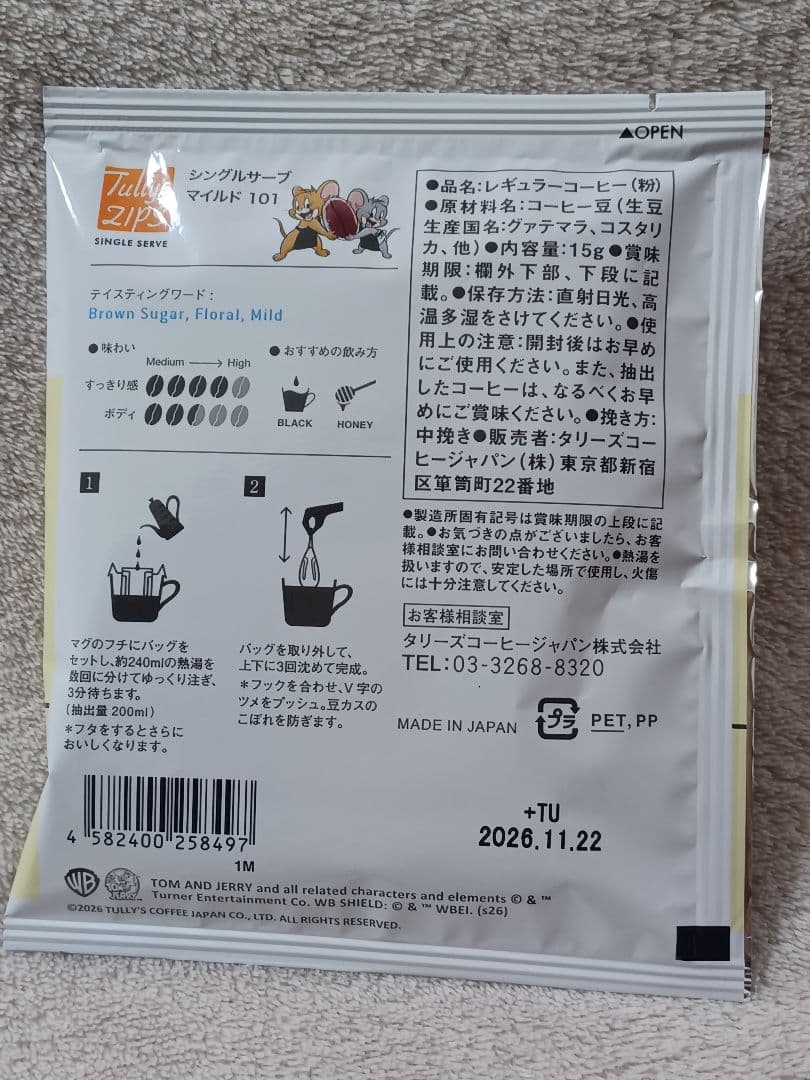 ▲OPEN
Tully's
ZIPS
SINGLE SERVE
シングルサーブ
マイルド 101
テイスティングワード：
Brown Sugar, Floral, Mild
●味わい
Medium → High
すっきり感
ボディ
●おすすめの飲み方
BLACK
HONEY
1
マグのフチにバッグを
セットし、約240mlの熱湯を
数回に分けてゆっくり注ぎ、
3分待ちます。
(抽出量 200ml)
*フタをするとさらに
おいしくなります。
2
バッグを取り外して、
上下に3回沈めて完成。
*フックを合わせ、V字の
ツメをプッシュ。豆カスの
こぼれを防ぎます。
●品名：レギュラーコーヒー(粉)
●原材料名：コーヒー豆(生豆
生産国名：グァテマラ、コスタリ
カ、他)●内容量：15g●賞味
期限：欄外下部、下段に記
載。●保存方法：直射日光、高
温多湿をさけてください。●使
用上の注意：開封後はお早め
にご使用ください。また、抽出
したコーヒーは、なるべくお早
めにご賞味ください。●挽き方：
中挽き●販売者：タリーズコー
ヒージャパン(株)東京都新宿
区箪笥町22番地
●製造所固有記号は賞味期限の上段に記
載。●お気づきの点がございましたら、お客
様相談室にお問い合わせください。●熱湯を
扱いますので、安定した場所で使用し、火傷
には十分注意してください。
お客様相談室
タリーズコーヒージャパン株式会社
TEL：03-3268-8320
MADE IN JAPAN
プラ
PET, PP
4 582400 258497
1M
+TU
2026.11.22
WB
TOM AND JERRY and all related characters and elements © & ™
Turner Entertainment Co. WB SHIELD: © & ™ WBEI. (s26)
©2026 TULLY'S COFFEE JAPAN CO., LTD. ALL RIGHTS RESERVED.